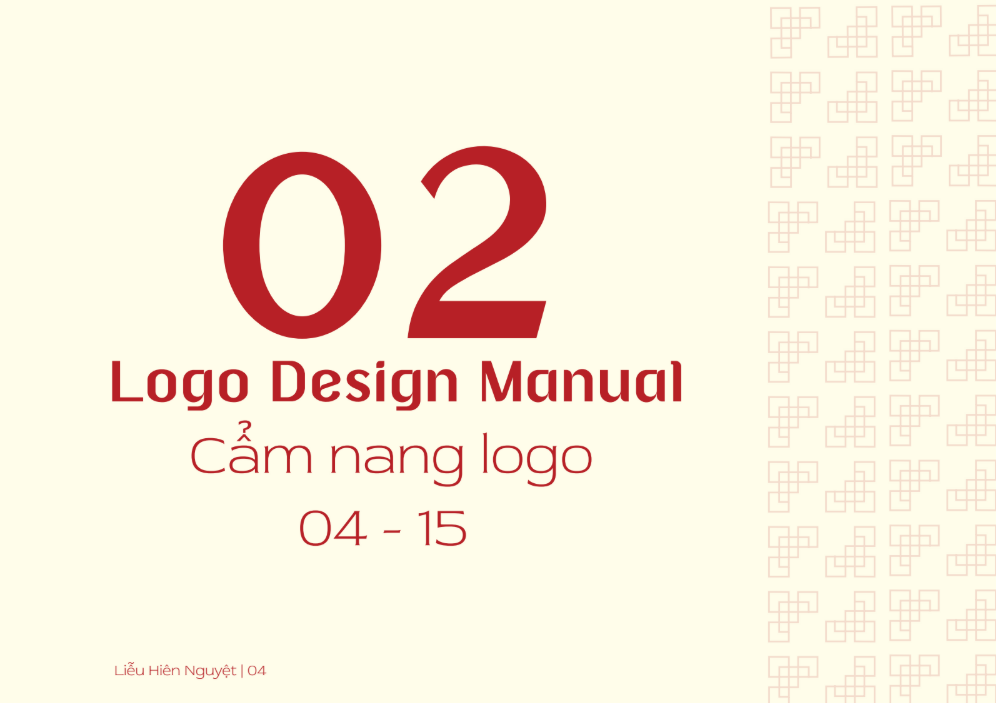 02
Logo Design Manual
Cẩm nang logo
04 - 15
Liễu Hiên Nguyệt | 04